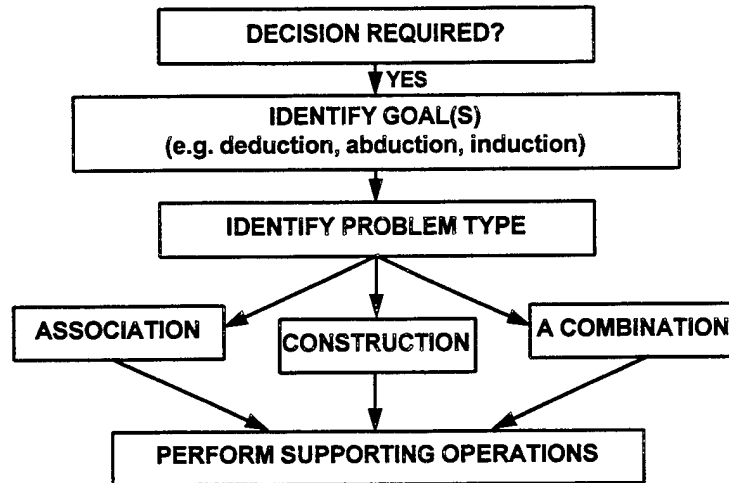 DECISION REQUIRED?
YES
IDENTIFY GOAL(S)
(e.g. deduction, abduction, induction)
IDENTIFY PROBLEM TYPE
ASSOCIATION
CONSTRUCTION
A COMBINATION
PERFORM SUPPORTING OPERATIONS